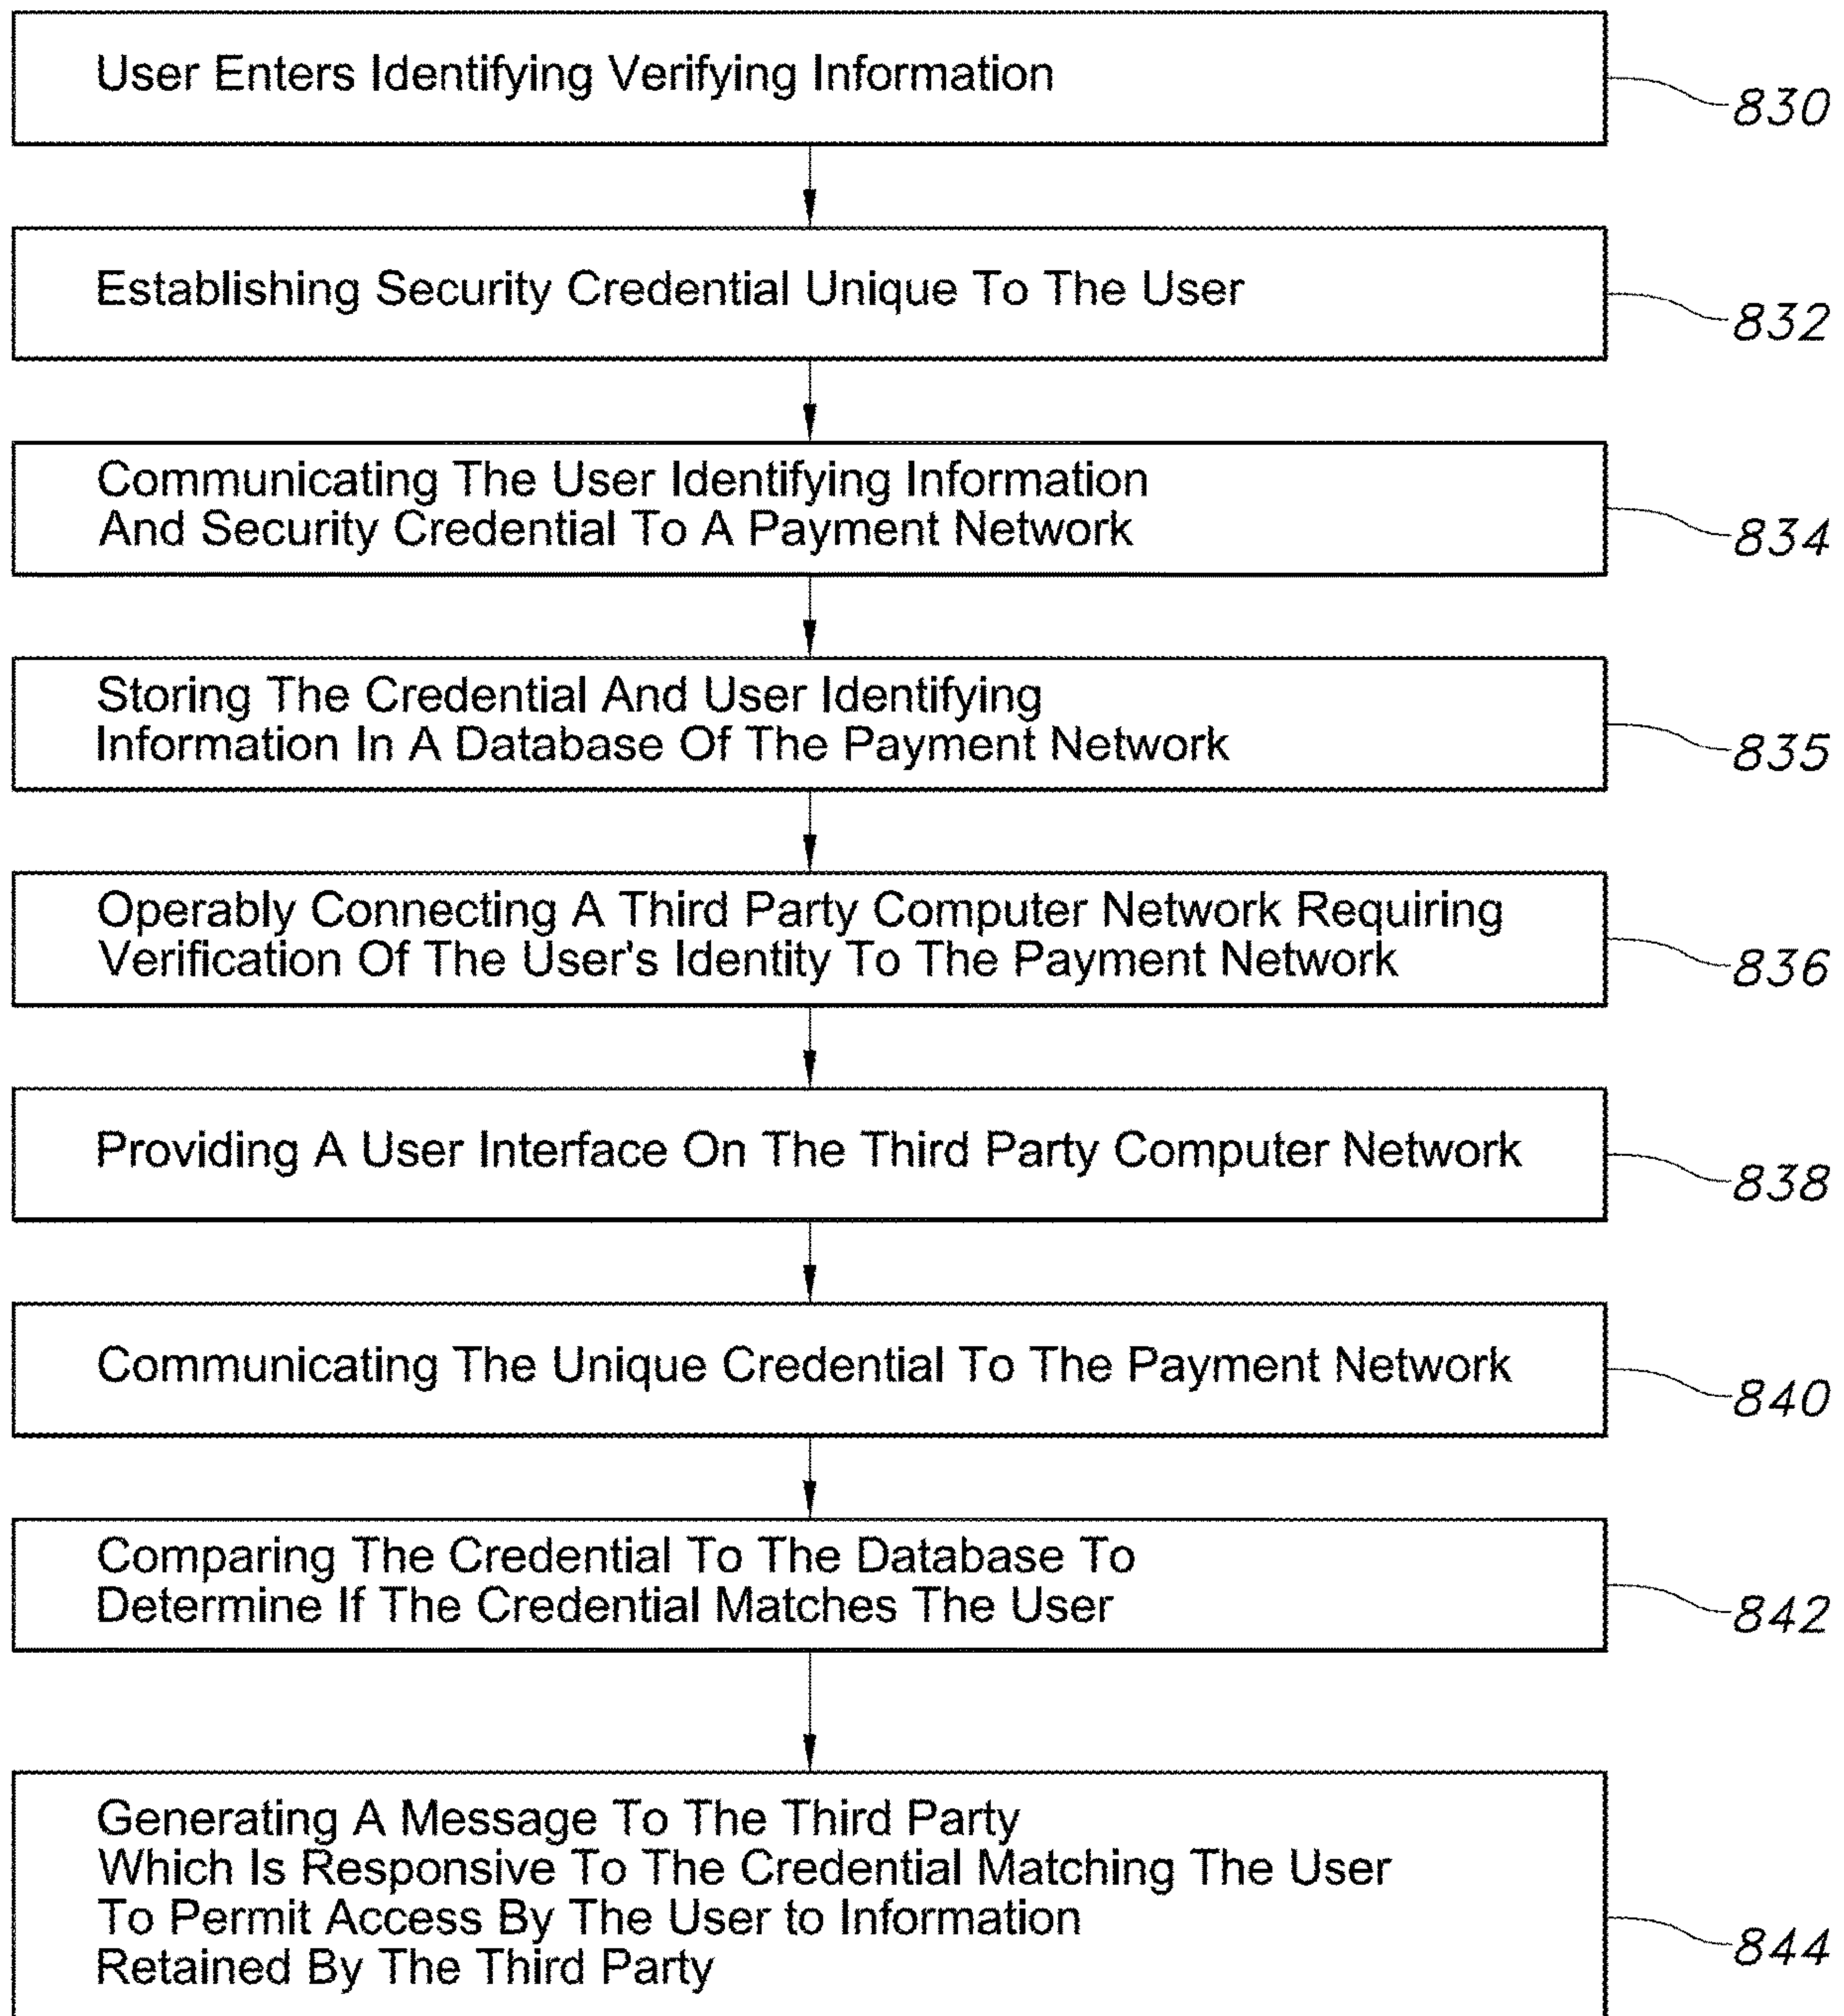 User Enters Identifying Verifying Information
830
Establishing Security Credential Unique To The User
832
Communicating The User Identifying Information
And Security Credential To A Payment Network
834
Storing The Credential And User Identifying
Information In A Database Of The Payment Network
835
Operably Connecting A Third Party Computer Network Requiring
Verification Of The User's Identity To The Payment Network
836
Providing A User Interface On The Third Party Computer Network
838
Communicating The Unique Credential To The Payment Network
840
Comparing The Credential To The Database To
Determine If The Credential Matches The User
842
Generating A Message To The Third Party
Which Is Responsive To The Credential Matching The User
To Permit Access By The User to Information
Retained By The Third Party
844